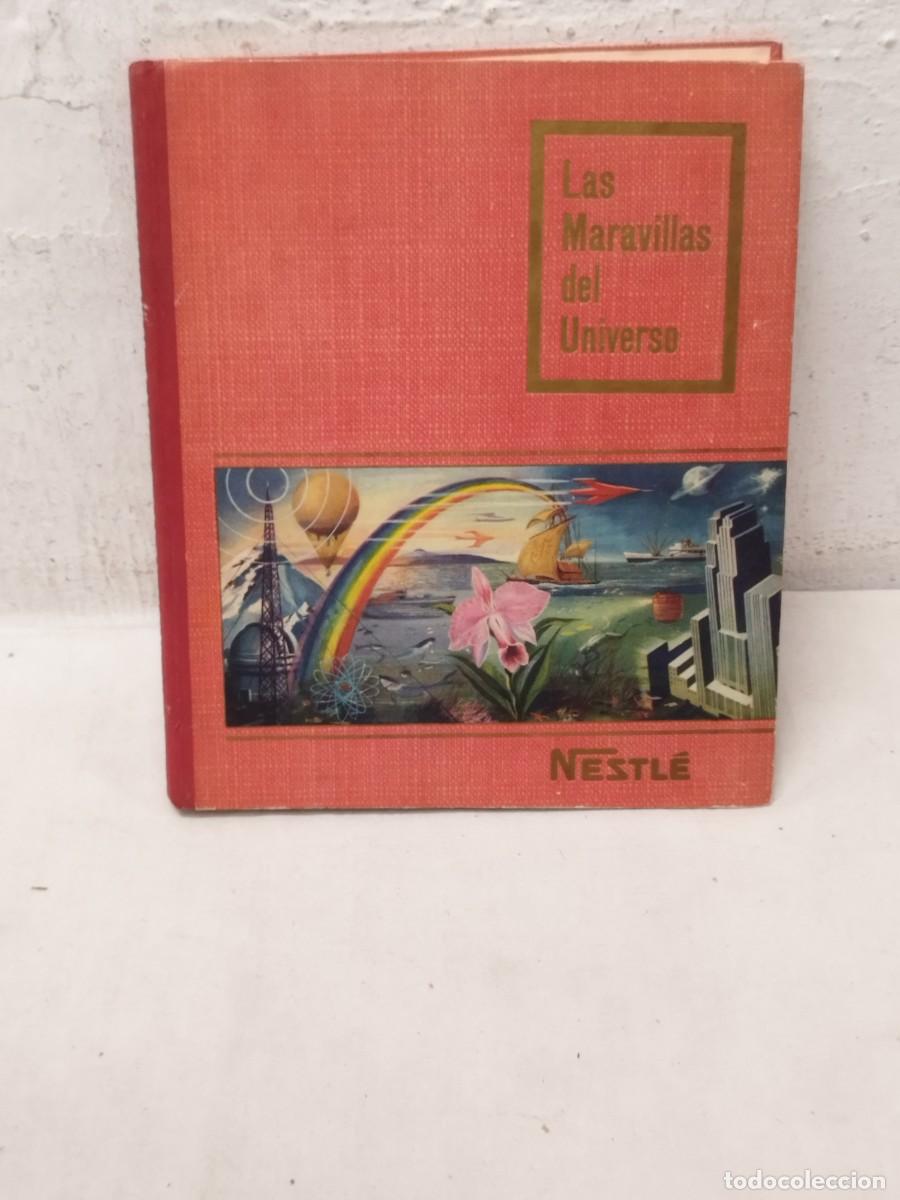 Las
Maravillas
del
Universo
NESTLÉ
todocoleccion